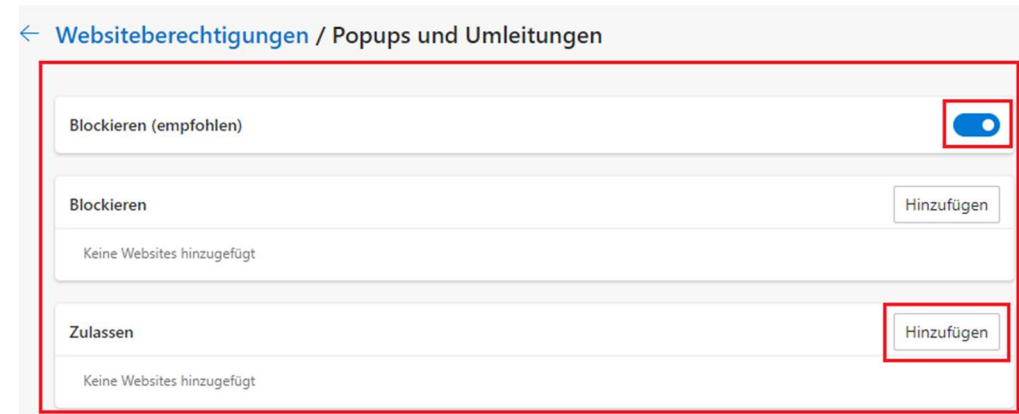 Websiteberechtigungen / Popups und Umleitungen
Blockieren (empfohlen)
Blockieren Hinzufügen
Keine Websites hinzugefügt
Zulassen Hinzufügen
Keine Websites hinzugefügt